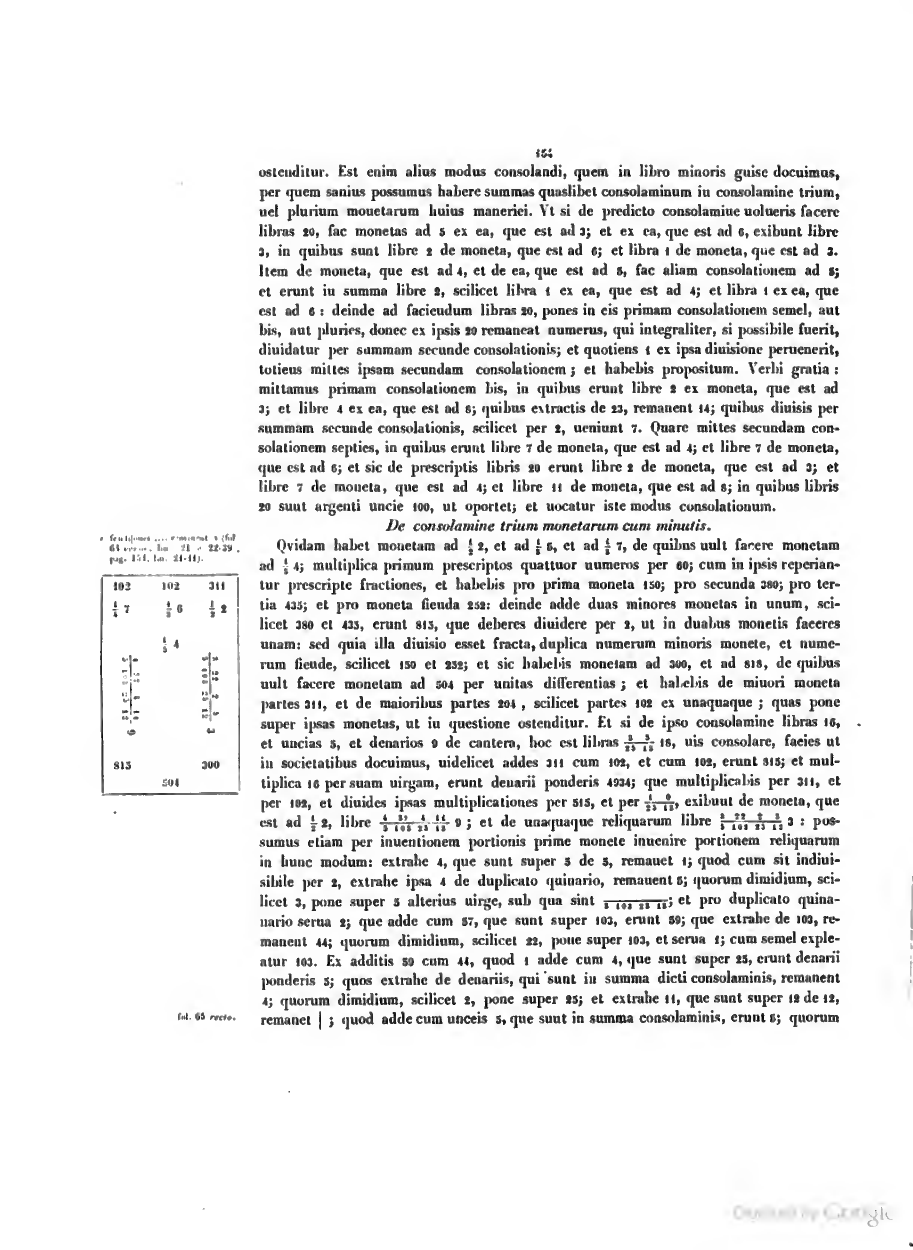 154
ostenditur. Est enim alius modus consolandi, quem in libro minoris guise docuimus,
per quem sanius possumus habere summas quaslibet consolaminum in consolamine trium,
uel plurium monetarum huius maneriei. Vt si de predicto consolamine uolueris facere
libras 20, fac monetas ad 5 ex ea, que est ad 3; et ex ea, que est ad 6, exibunt libre
3, in quibus sunt libre 2 de moneta, que est ad 6; et libra 1 de moneta, que est ad 3.
Item de moneta, que est ad 4, et de ea, que est ad 6, fac aliam consolationem ad 5;
et erunt in summa libre 2, scilicet libra 1 ex ea, que est ad 4; et libra 1 ex ea, que
est ad 6 : deinde ad faciendum libras 20, pones in eis primam consolationem semel, aut
bis, aut pluries, donec ex ipsis 20 remaneat numerus, qui integraliter, si possibile fuerit,
diuidatur per summam secunde consolationis; et quotiens 1 ex ipsa diuisione peruenerit,
totiens mittes ipsam secundam consolationem; et habebis propositum. Verbi gratia :
mittamus primam consolationem bis, in quibus erunt libre 2 ex moneta, que est ad
3; et libre 4 ex ea, que est ad 6; quibus extractis de 23, remanent 14; quibus diuisis per
summam secunde consolationis, scilicet per 2, ueniunt 7. Quare mittes secundam con-
solationem septies, in quibus erunt libre 7 de moneta, que est ad 4; et libre 7 de moneta,
que est ad 6; et sic de prescriptis libris 20 erunt libre 2 de moneta, que est ad 3; et
libre 7 de moneta, que est ad 4; et libre 11 de moneta, que est ad 6; in quibus libris
20 sunt argenti uncie 100, ut oportet; et uocatur iste modus consolationum.
De consolamine trium monetarum cum minutis.
Qvidam habet monetam ad 1/2 2, et ad 1/3 6, et ad 1/4 7, de quibus uult facere monetam
ad 1/5 4; multiplica primum prescriptos quattuor numeros per 60; cum in ipsis reperian-
tur prescripte fractiones, et habebis pro prima moneta 150; pro secunda 380; pro ter-
tia 435; et pro moneta fienda 252: deinde adde duas minores monetas in unum, sci-
licet 380 et 435, erunt 815, que deberes diuidere per 2, ut in duabus monetis faceres
unam: sed quia illa diuisio esset fracta, duplica numerum minoris monete, et nume-
rum fiende, scilicet 150 et 252; et sic habebis monetam ad 300, et ad 815, de quibus
uult facere monetam ad 504 per unitas differentias ; et habebis de minori moneta
partes 311, et de maioribus partes 204 , scilicet partes 102 ex unaquaque ; quas pone
super ipsas monetas, ut in questione ostenditur. Et si de ipso consolamine libras 16,
et uncias 5, et denarios 9 de cantera, hoc est libras 16, uis consolare, facies ut
in societatibus docuimus, uidelicet addes 311 cum 102, et cum 102, erunt 515; et mul-
tiplica 16 per suam uirgam, erunt denarii ponderis 4934; que multiplicabis per 311, et
per 102, et diuides ipsas multiplicationes per 515, et per 1 0/25 12, exibunt de moneta, que
est ad 1/2 2, libre 9 ; et de unaquaque reliquarum libre 3 : pos-
sumus etiam per inuentionem portionis prime monete inuenire portionem reliquarum
in hunc modum: extrahe 4, que sunt super 5 de 5, remanet 1; quod cum sit indiui-
sibile per 2, extrahe ipsa 4 de duplicato quinario, remanent 6; quorum dimidium, sci-
licet 3, pone super 5 alterius uirge, sub qua sint 5 103 25 12; et pro duplicato quina-
nario serua 2; que adde cum 57, que sunt super 103, erunt 59; que extrahe de 103, re-
manent 44; quorum dimidium, scilicet 22, pone super 103, et serua 1; cum semel exple-
atur 103. Ex additis 59 cum 44, quod 1 adde cum 4, que sunt super 25, erunt denarii
ponderis 5; quos extrahe de denariis, qui sunt in summa dicti consolaminis, remanent
4; quorum dimidium, scilicet 2, pone super 25; et extrahe 11, que sunt super 12 de 12,
remanet | ; quod adde cum unceis 5, que sunt in summa consolaminis, erunt 6; quorum
102 102 311
1/4 7 1/3 6 1/2 2
1/5 4
815 300
504
fol. 65 recto.